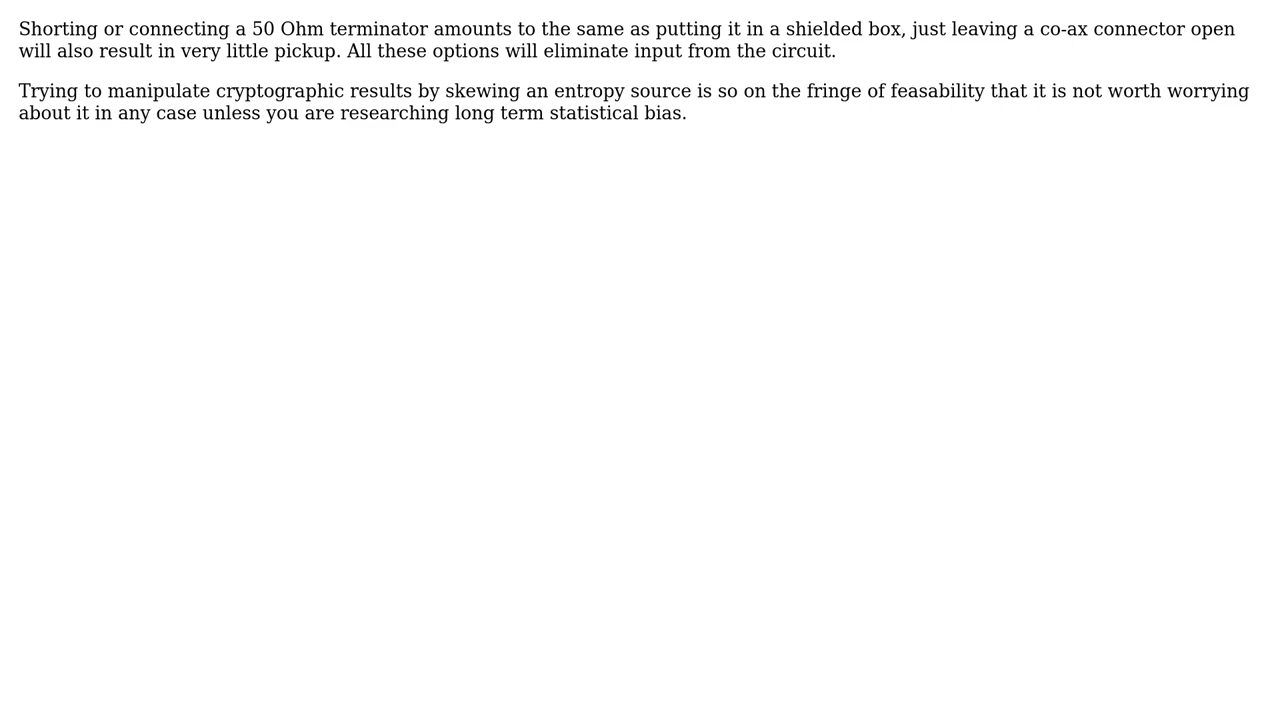 Shorting or connecting a 50 Ohm terminator amounts to the same as putting it in a shielded box, just leaving a co-ax connector open
will also result in very little pickup. All these options will eliminate input from the circuit.
Trying to manipulate cryptographic results by skewing an entropy source is so on the fringe of feasability that it is not worth worrying
about it in any case unless you are researching long term statistical bias.